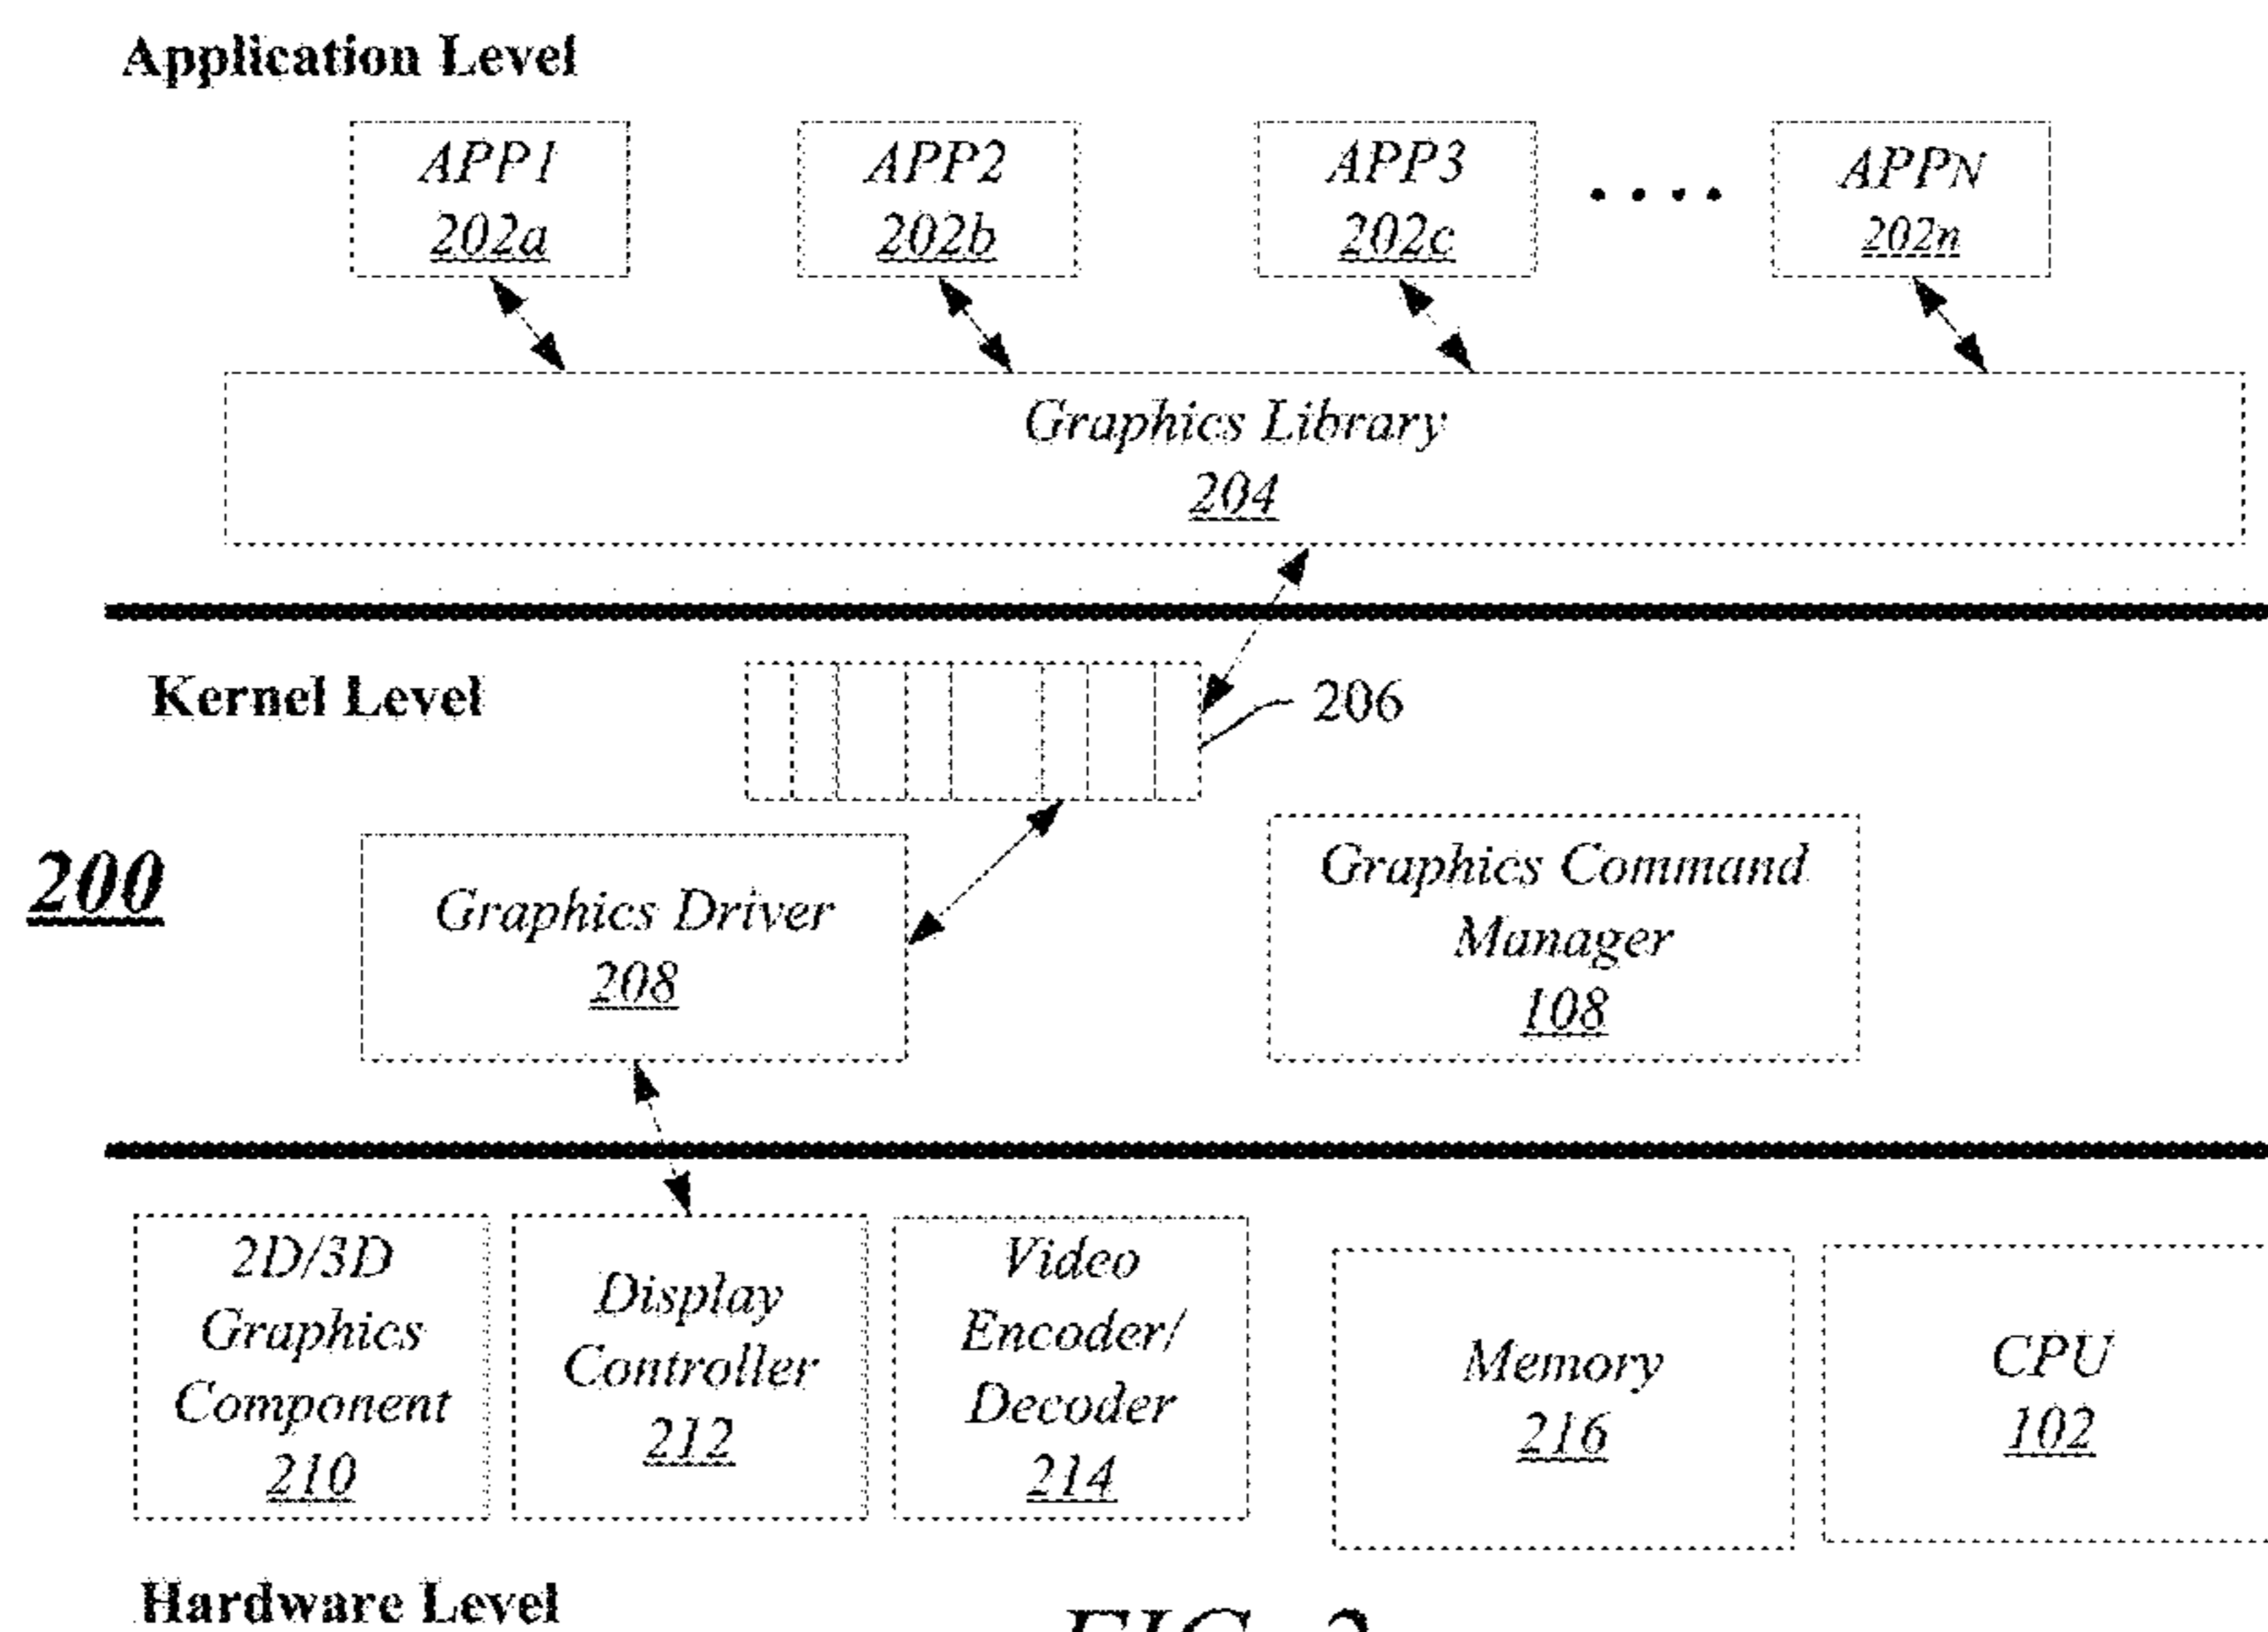 Application Level
APP1
202a
APP2
202b
APP3
202c
APPN
202n
Graphics Library
204
Kernel Level
206
200
Graphics Driver
208
Graphics Command
Manager
108
2D/3D
Graphics
Component
210
Display
Controller
212
Video
Encoder/
Decoder
214
Memory
216
CPU
102
Hardware Level
FIG. 2